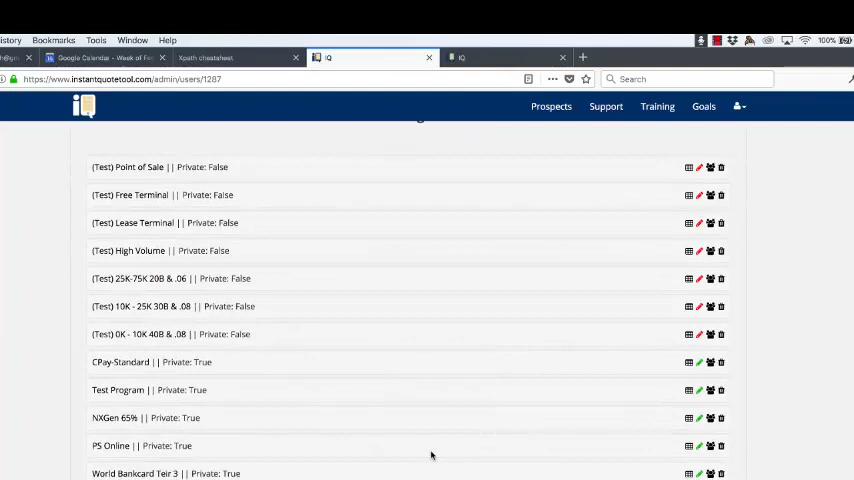 History Bookmarks Tools Window Help 100%
Google Calendar - Week of Fe Xpath cheatsheet IQ IQ
https://www.instantquotetool.com/admin/users/1287 Search
iQ Prospects Support Training Goals
(Test) Point of Sale || Private: False
(Test) Free Terminal || Private: False
(Test) Lease Terminal || Private: False
(Test) High Volume || Private: False
(Test) 25K-75K 20B & .06 || Private: False
(Test) 10K - 25K 30B & .08 || Private: False
(Test) 0K - 10K 40B & .08 || Private: False
CPay-Standard || Private: True
Test Program || Private: True
NXGen 65% || Private: True
PS Online || Private: True
World Bankcard Teir 3 || Private: True